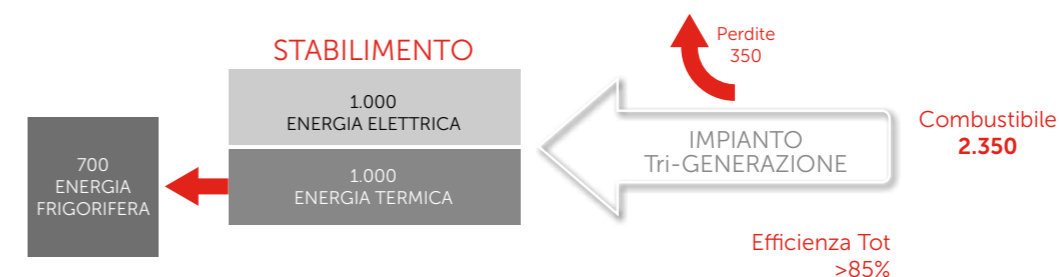 STABILIMENTO
1.000
ENERGIA ELETTRICA
1.000
ENERGIA TERMICA
700
ENERGIA
FRIGORIFERA
Perdite
350
IMPIANTO
Tri-GENERAZIONE
Combustibile
2.350
Efficienza Tot
>85%